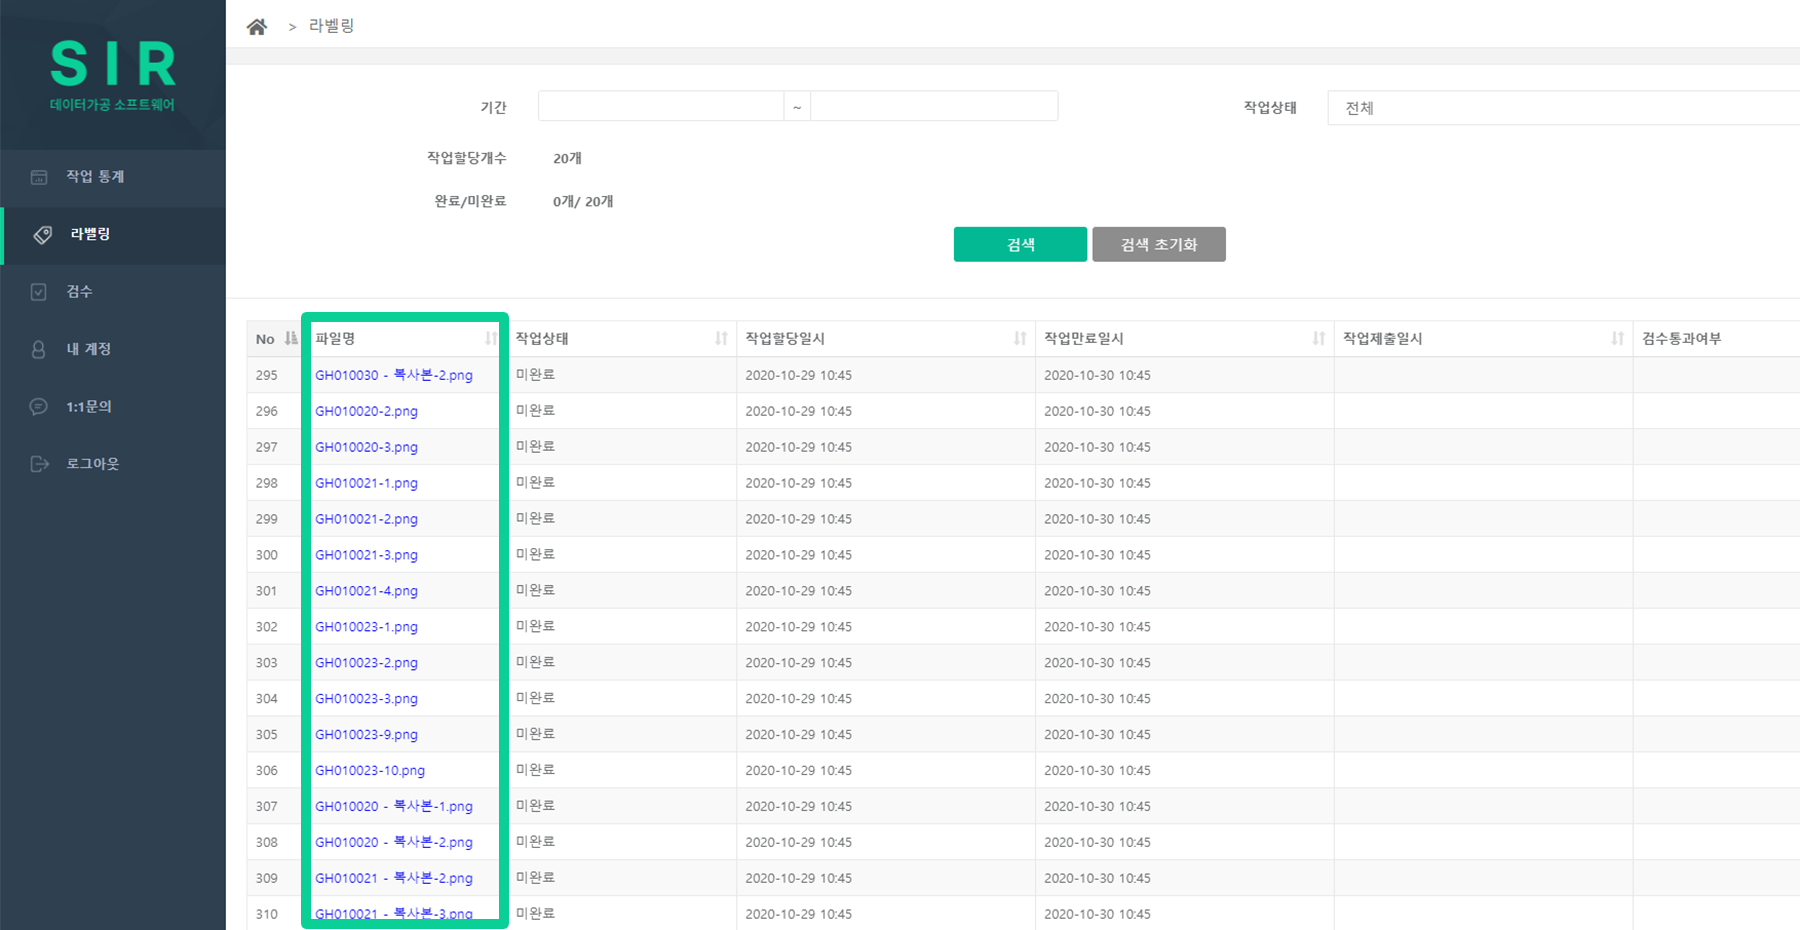 SIR
데이터가공 소프트웨어
작업 통계
라벨링
검수
내 계정
1:1문의
로그아웃
> 라벨링
기간 ~ 작업상태 전체
작업할당개수 20개
완료/미완료 0개/ 20개
검색 검색 초기화
No 파일명 작업상태 작업할당일시 작업만료일시 작업제출일시 검수통과여부
295 GH010030 - 복사본-2.png 미완료 2020-10-29 10:45 2020-10-30 10:45
296 GH010020-2.png 미완료 2020-10-29 10:45 2020-10-30 10:45
297 GH010020-3.png 미완료 2020-10-29 10:45 2020-10-30 10:45
298 GH010021-1.png 미완료 2020-10-29 10:45 2020-10-30 10:45
299 GH010021-2.png 미완료 2020-10-29 10:45 2020-10-30 10:45
300 GH010021-3.png 미완료 2020-10-29 10:45 2020-10-30 10:45
301 GH010021-4.png 미완료 2020-10-29 10:45 2020-10-30 10:45
302 GH010023-1.png 미완료 2020-10-29 10:45 2020-10-30 10:45
303 GH010023-2.png 미완료 2020-10-29 10:45 2020-10-30 10:45
304 GH010023-3.png 미완료 2020-10-29 10:45 2020-10-30 10:45
305 GH010023-9.png 미완료 2020-10-29 10:45 2020-10-30 10:45
306 GH010023-10.png 미완료 2020-10-29 10:45 2020-10-30 10:45
307 GH010020 - 복사본-1.png 미완료 2020-10-29 10:45 2020-10-30 10:45
308 GH010020 - 복사본-2.png 미완료 2020-10-29 10:45 2020-10-30 10:45
309 GH010021 - 복사본-2.png 미완료 2020-10-29 10:45 2020-10-30 10:45
310 GH010021 - 복사본-3.png 미완료 2020-10-29 10:45 2020-10-30 10:45